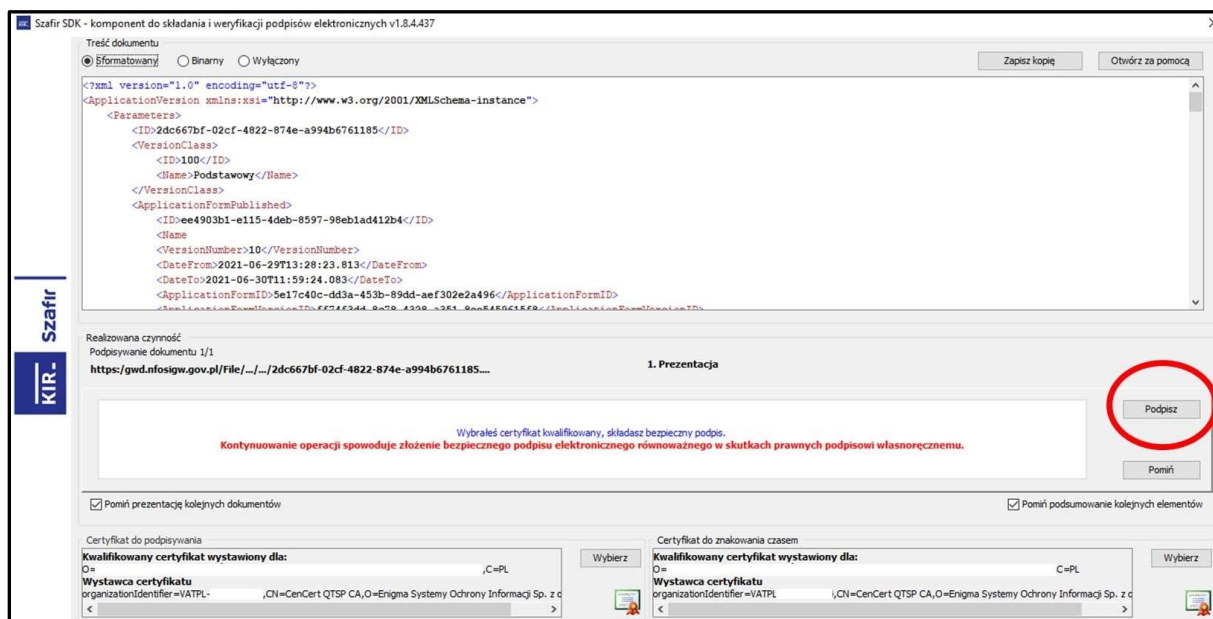 KIR. Szafir SDK - komponent do składania i weryfikacji podpisów elektronicznych v1.8.4.437
Treść dokumentu
Sformatowany Binarny Wyłączony Zapisz kopię Otwórz za pomocą
<?xml version="1.0" encoding="utf-8"?>
<ApplicationVersion xmlns:xsi="http://www.w3.org/2001/XMLSchema-instance">
<Parameters>
<ID>2dc667bf-02cf-4822-874e-a994b6761185</ID>
<VersionClass>
<ID>100</ID>
<Name>Podstawowy</Name>
</VersionClass>
<ApplicationFormPublished>
<ID>ee4903b1-e115-4deb-8597-98eb1ad412b4</ID>
<Name
<VersionNumber>10</VersionNumber>
<DateFrom>2021-06-29T13:28:23.813</DateFrom>
<DateTo>2021-06-30T11:59:24.083</DateTo>
<ApplicationFormID>5e17c40c-dd3a-453b-89dd-aef302e2a496</ApplicationFormID>
KIR. Szafir
Realizowana czynność
Podpisywanie dokumentu 1/1
https:/gwd.nfosigw.gov.pl/File/.../.../2dc667bf-02cf-4822-874e-a994b6761185....
1. Prezentacja
Wybrałeś certyfikat kwalifikowany, składasz bezpieczny podpis.
Kontynuowanie operacji spowoduje złożenie bezpiecznego podpisu elektronicznego równoważnego w skutkach prawnych podpisowi własnoręcznemu.
Podpisz
Pomiń
Pomiń prezentację kolejnych dokumentów Pomiń podsumowanie kolejnych elementów
Certyfikat do podpisywania
Kwalifikowany certyfikat wystawiony dla:
O= ,C=PL
Wystawca certyfikatu
organizationIdentifier=VATPL- ,CN=CenCert QTSP CA,O=Enigma Systemy Ochrony Informacji Sp. z o
Wybierz
Certyfikat do znakowania czasem
Kwalifikowany certyfikat wystawiony dla:
O= C=PL
Wystawca certyfikatu
organizationIdentifier=VATPL ,CN=CenCert QTSP CA,O=Enigma Systemy Ochrony Informacji Sp. z o
Wybierz